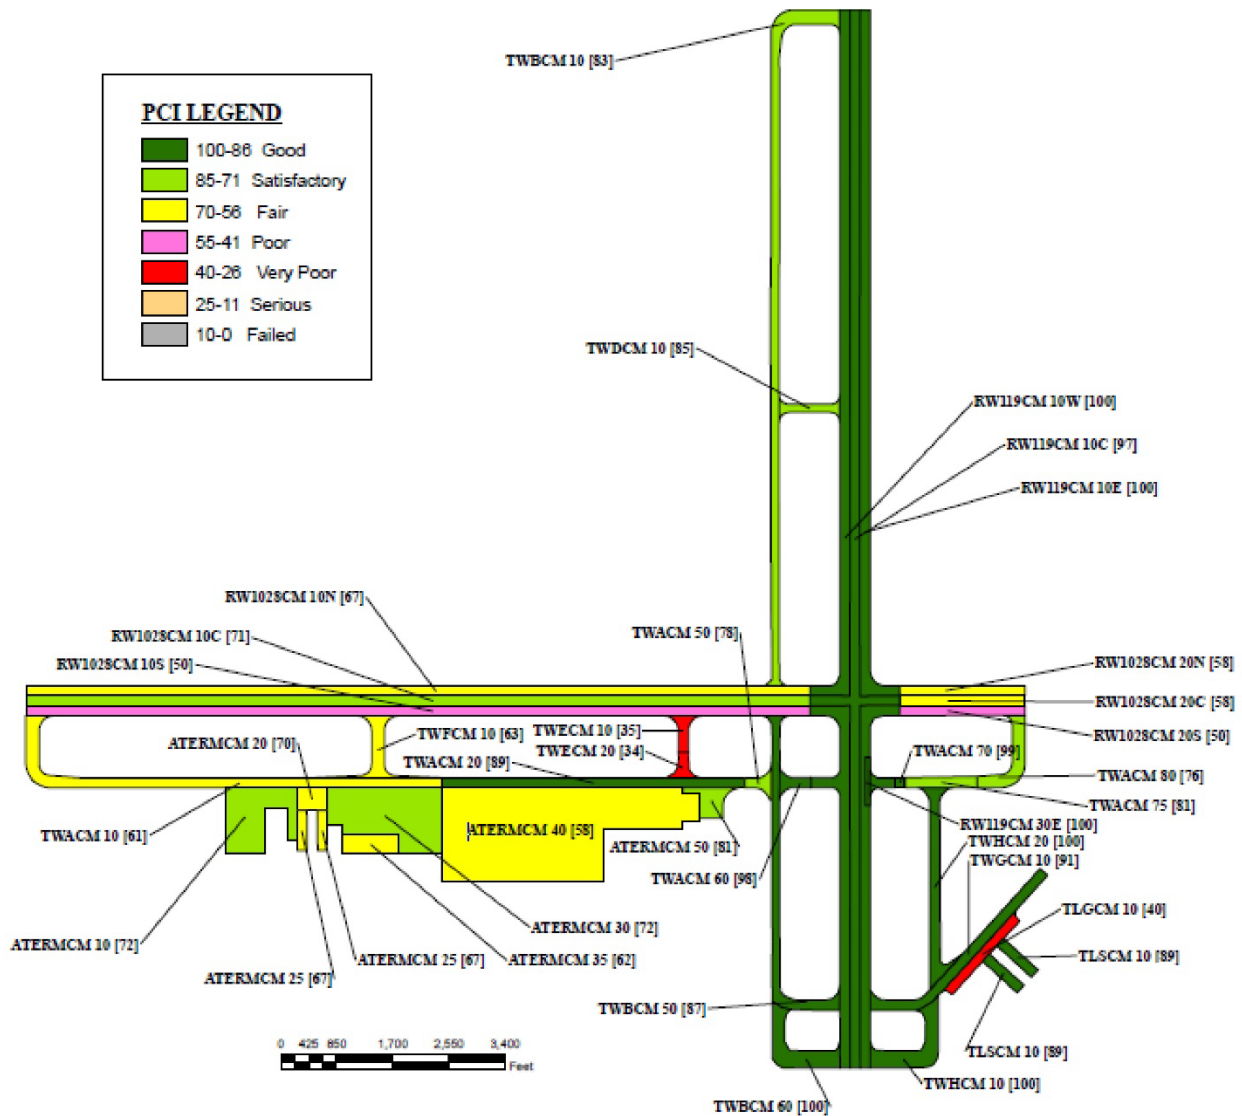 TWBCM 10 [83]
PCI LEGEND
100-86 Good
85-71 Satisfactory
70-56 Fair
55-41 Poor
40-26 Very Poor
25-11 Serious
10-0 Failed
TWDCM 10 [85]
RW119CM 10W [100]
RW119CM 10C [97]
RW119CM 10E [100]
RW1028CM 10N [67]
RW1028CM 10C [71]
RW1028CM 10S [50]
TWACM 50 [78]
RW1028CM 20N [58]
RW1028CM 20C [58]
RW1028CM 20S [50]
TWFCM 10 [63]
TWECM 10 [35]
ATERMCM 20 [70]
TWECM 20 [34]
TWACM 70 [99]
TWACM 20 [89]
TWACM 80 [76]
TWACM 75 [81]
TWACM 10 [61]
ATERMCM 40 [58]
RW119CM 30E [100]
ATERMCM 50 [81]
TWHCM 20 [100]
TWGCM 10 [91]
TWACM 60 [98]
TLGCM 10 [40]
ATERMCM 10 [72]
ATERMCM 30 [72]
ATERMCM 25 [67]
ATERMCM 35 [62]
TLSCM 10 [89]
ATERMCM 25 [67]
TWBCM 50 [87]
0 425 850 1,700 2,550 3,400
Feet
TLSCM 10 [89]
TWHCM 10 [100]
TWBCM 60 [100]